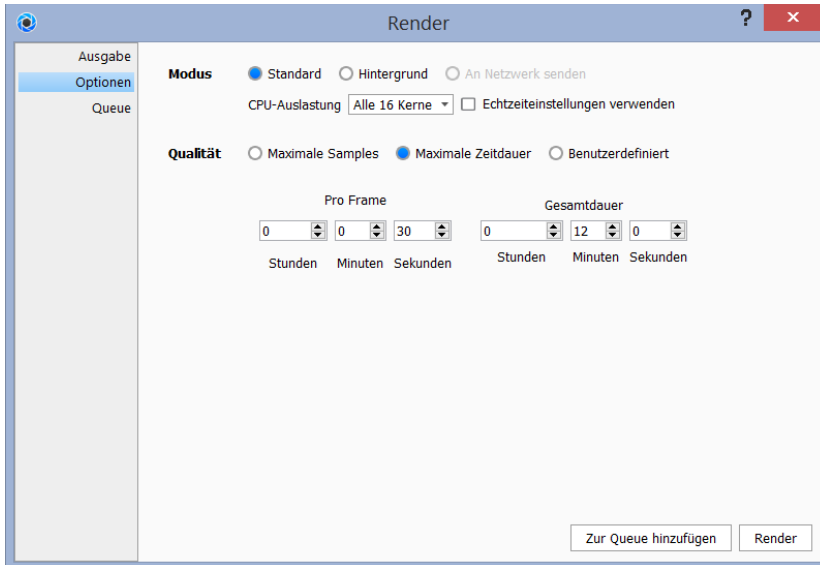 Render
?
×
Ausgabe
Optionen
Queue
Modus Standard Hintergrund An Netzwerk senden
CPU-Auslastung Alle 16 Kerne Echtzeiteinstellungen verwenden
Qualität Maximale Samples Maximale Zeitdauer Benutzerdefiniert
Pro Frame Gesamtdauer
0 0 30 0 12 0
Stunden Minuten Sekunden Stunden Minuten Sekunden
Zur Queue hinzufügen Render